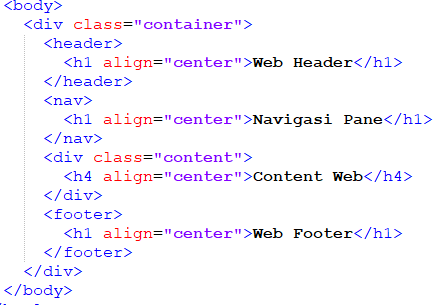 <body>
<div class="container">
<header>
<h1 align="center">Web Header</h1>
</header>
<nav>
<h1 align="center">Navigasi Pane</h1>
</nav>
<div class="content">
<h4 align="center">Content Web</h4>
</div>
<footer>
<h1 align="center">Web Footer</h1>
</footer>
</div>
</body>